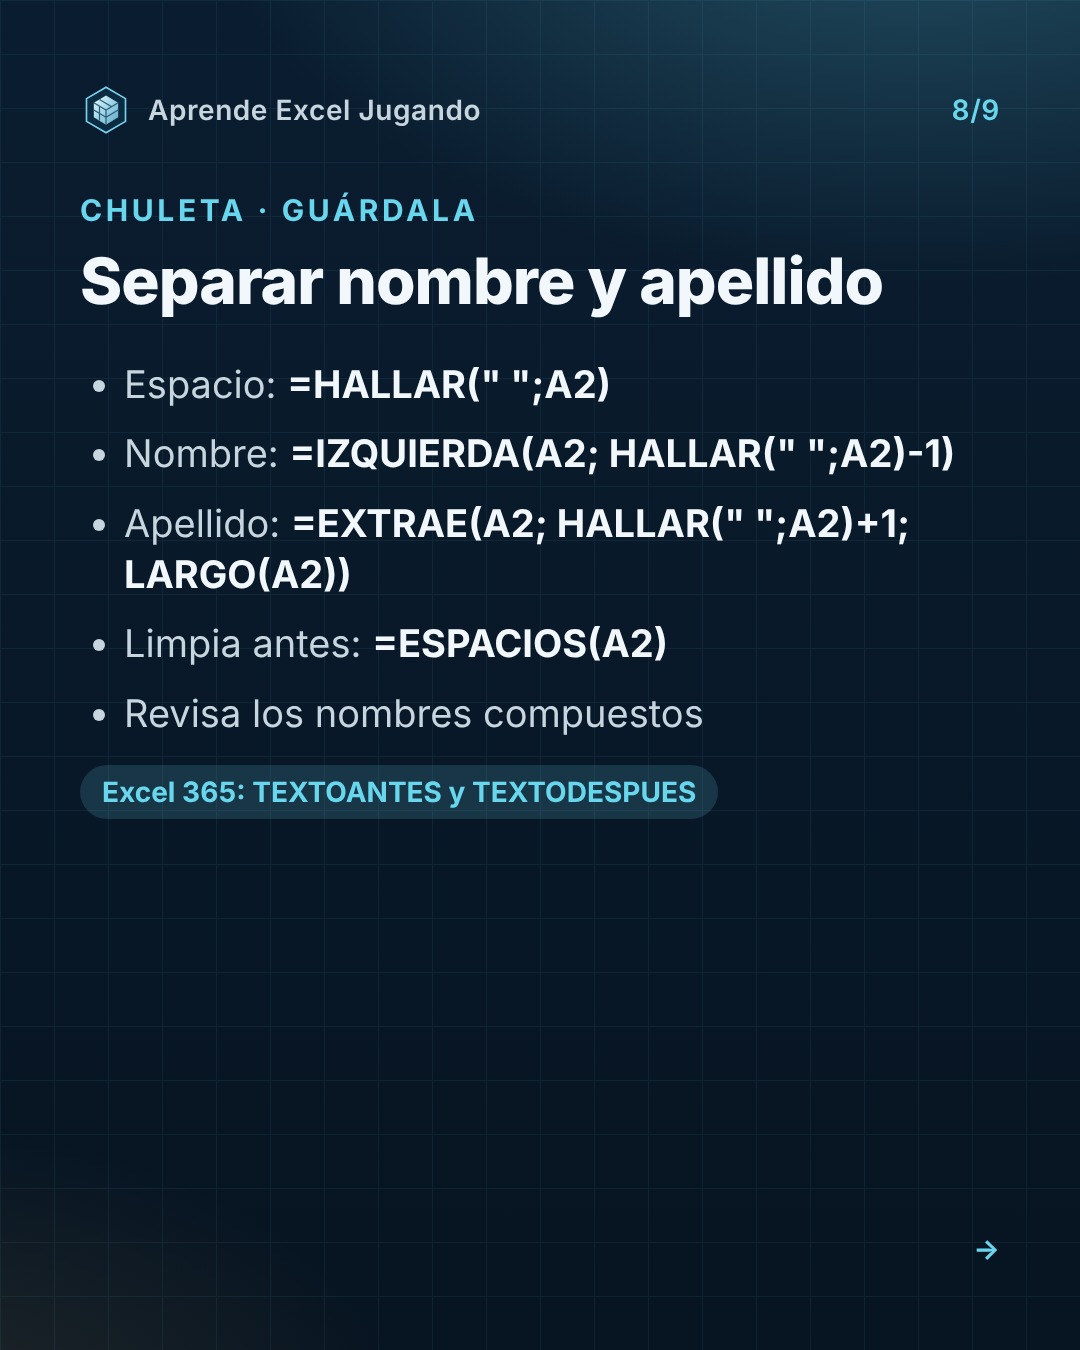 Aprende Excel Jugando
8/9
CHULETA · GUÁRDALA
Separar nombre y apellido
• Espacio: =HALLAR(" ";A2)
• Nombre: =IZQUIERDA(A2; HALLAR(" ";A2)-1)
• Apellido: =EXTRAE(A2; HALLAR(" ";A2)+1;
LARGO(A2))
• Limpia antes: =ESPACIOS(A2)
• Revisa los nombres compuestos
Excel 365: TEXTOANTES y TEXTODESPUES
→